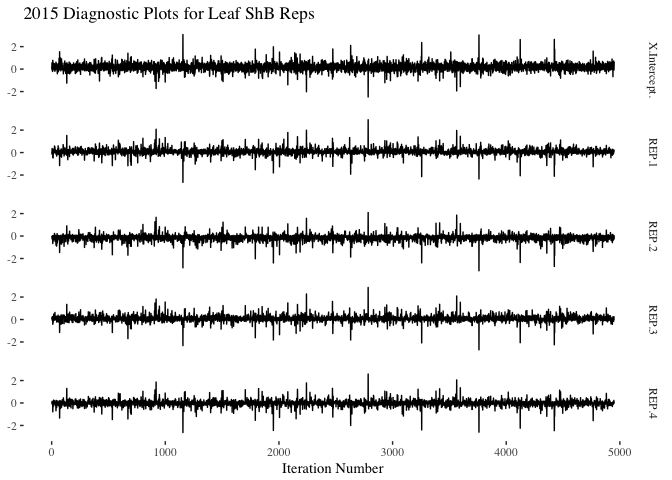 2015 Diagnostic Plots for Leaf ShB Reps
2
0
-2
X.Intercept.
2
0
-2
REP.1
2
0
-2
REP.2
2
0
-2
REP.3
2
0
-2
REP.4
0 1000 2000 3000 4000 5000
Iteration Number